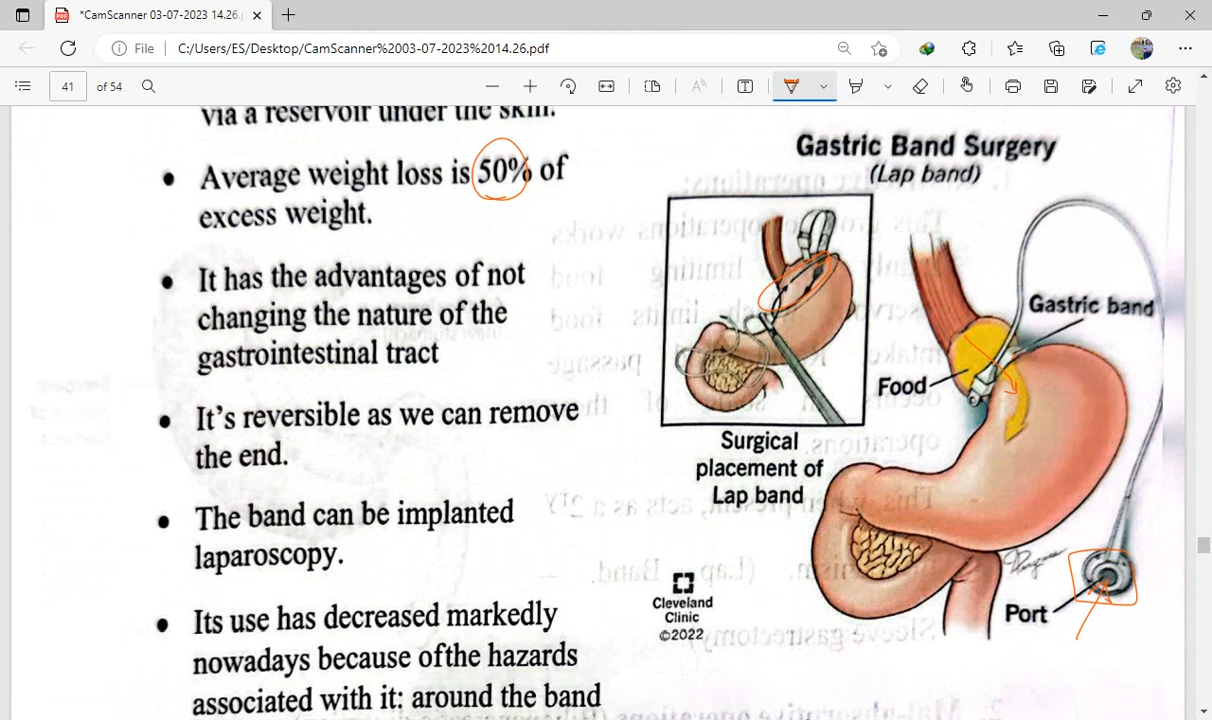 *CamScanner 03-07-2023 14.26.
File
C:/Users/ES/Desktop/CamScanner%2003-07-2023%2014.26.pdf
41 of 54
via a reservoir under the skin.
• Average weight loss is 50% of
excess weight.
• It has the advantages of not
changing the nature of the
gastrointestinal tract
• It's reversible as we can remove
the end.
• The band can be implanted
laparoscopy.
• Its use has decreased markedly
nowadays because ofthe hazards
associated with it: around the band
Gastric Band Surgery
(Lap band)
Gastric band
Food
Surgical
placement of
Lap band
Port
Cleveland
Clinic
©2022